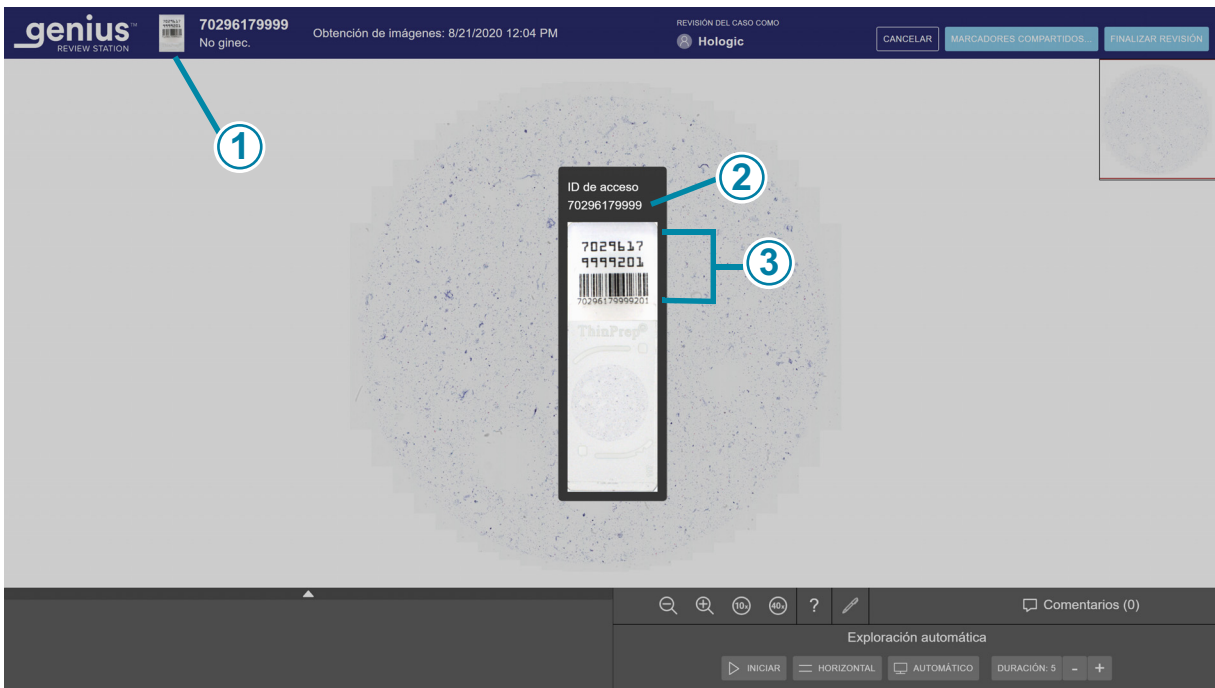 genius™
REVIEW STATION
70296179999
No ginec.
Obtención de imágenes: 8/21/2020 12:04 PM
REVISIÓN DEL CASO COMO
Hologic
CANCELAR
MARCADORES COMPARTIDOS...
FINALIZAR REVISIÓN
1
ID de acceso
70296179999
2
7029617
9999201
70296179999201
3
ThinPrep®
10x
40x
?
Comentarios (0)
Exploración automática
INICIAR
HORIZONTAL
AUTOMÁTICO
DURACIÓN: 5
-
+